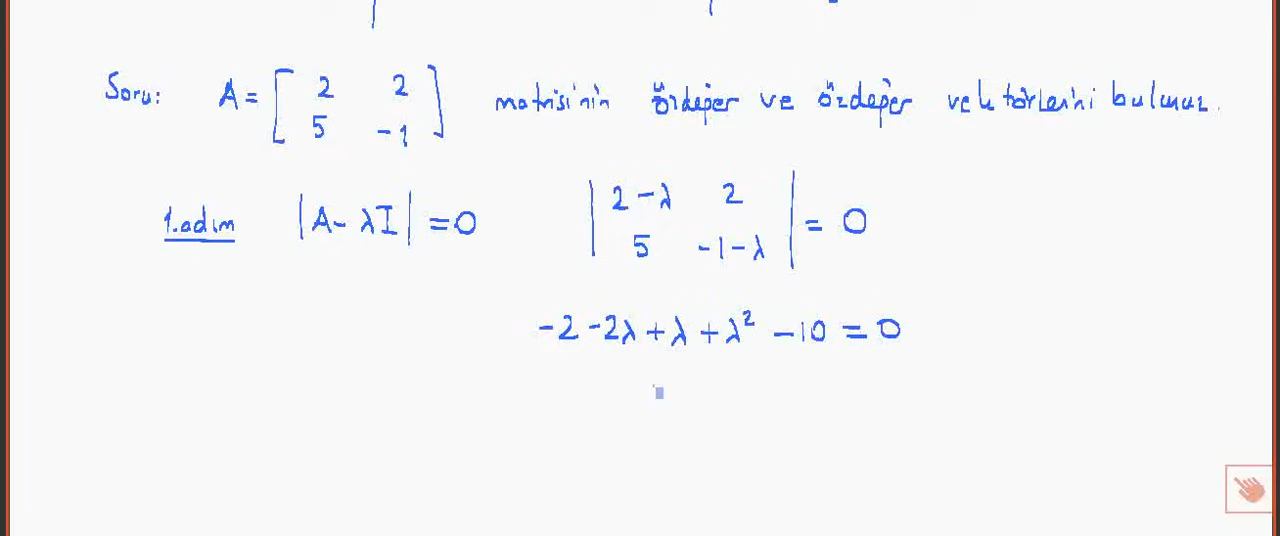 Soru: A = [ 2 2 ; 5 -1 ] matrisinin özdeğer ve özdeğer vektörlerini bulunuz.
1.adım |A - λI| = 0 | 2-λ 2 ; 5 -1-λ | = 0
-2 -2λ + λ + λ² - 10 = 0